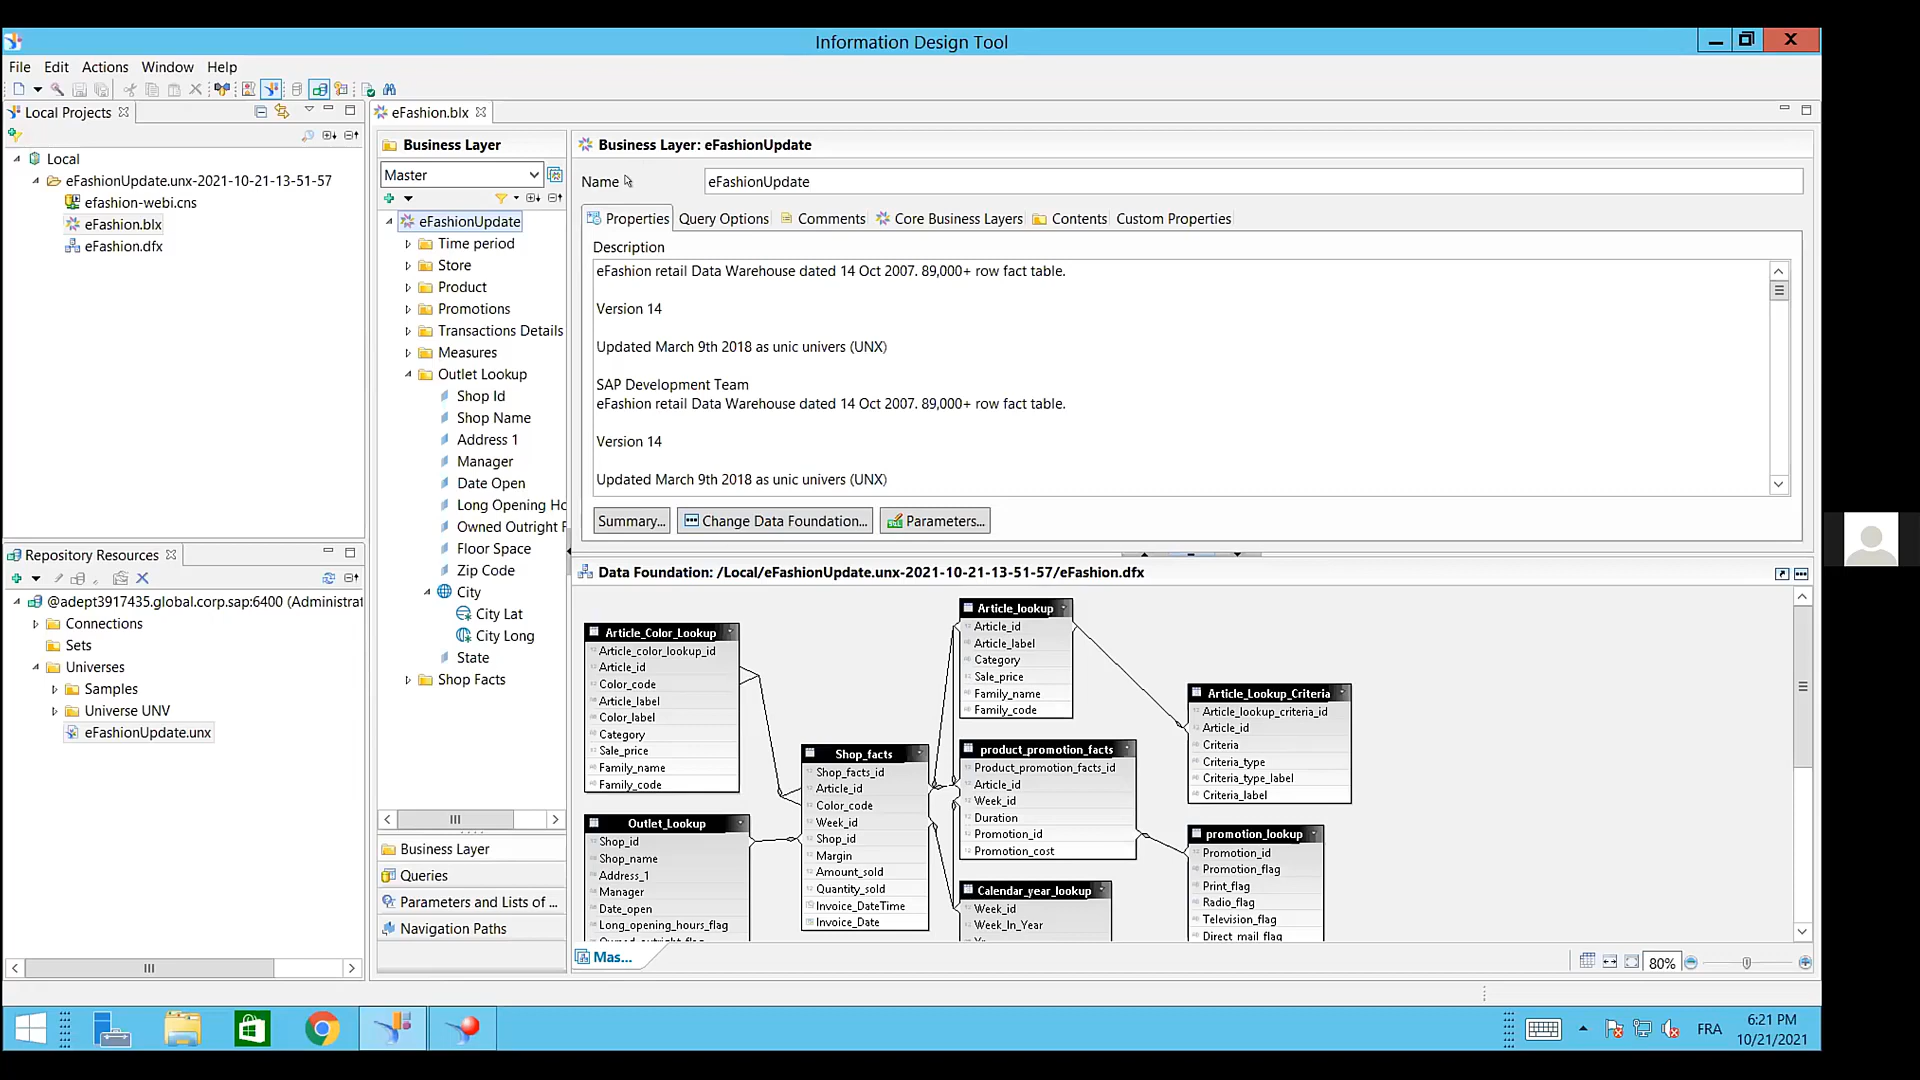 Information Design Tool
File Edit Actions Window Help
Local Projects
Local
eFashionUpdate.unx-2021-10-21-13-51-57
efashion-webi.cns
eFashion.blx
eFashion.dfx
Repository Resources
@adept3917435.global.corp.sap:6400 (Administrat
Connections
Sets
Universes
Samples
Universe UNV
eFashionUpdate.unx
eFashion.blx
Business Layer
Master
eFashionUpdate
Time period
Store
Product
Promotions
Transactions Details
Measures
Outlet Lookup
Shop Id
Shop Name
Address 1
Manager
Date Open
Long Opening Ho
Owned Outright F
Floor Space
Zip Code
City
City Lat
City Long
State
Shop Facts
Business Layer
Queries
Parameters and Lists of ...
Navigation Paths
Business Layer: eFashionUpdate
Name eFashionUpdate
Properties Query Options Comments Core Business Layers Contents Custom Properties
Description
eFashion retail Data Warehouse dated 14 Oct 2007. 89,000+ row fact table.
Version 14
Updated March 9th 2018 as unic univers (UNX)
SAP Development Team
eFashion retail Data Warehouse dated 14 Oct 2007. 89,000+ row fact table.
Version 14
Updated March 9th 2018 as unic univers (UNX)
Summary... Change Data Foundation... Parameters...
Data Foundation: /Local/eFashionUpdate.unx-2021-10-21-13-51-57/eFashion.dfx
Article_Color_Lookup
Article_color_lookup_id
Article_id
Color_code
Article_label
Color_label
Category
Sale_price
Family_name
Family_code
Outlet_Lookup
Shop_id
Shop_name
Address_1
Manager
Date_open
Long_opening_hours_flag
Owned_outright_flag
Shop_facts
Shop_facts_id
Article_id
Color_code
Week_id
Shop_id
Margin
Amount_sold
Quantity_sold
Invoice_DateTime
Invoice_Date
Article_lookup
Article_id
Article_label
Category
Sale_price
Family_name
Family_code
product_promotion_facts
Product_promotion_facts_id
Article_id
Week_id
Duration
Promotion_id
Promotion_cost
Calendar_year_lookup
Week_id
Week_In_Year
Article_Lookup_Criteria
Article_lookup_criteria_id
Article_id
Criteria
Criteria_type
Criteria_type_label
Criteria_label
promotion_lookup
Promotion_id
Promotion_flag
Print_flag
Radio_flag
Television_flag
Direct_mail_flag
Mas...
80%
FRA
6:21 PM
10/21/2021